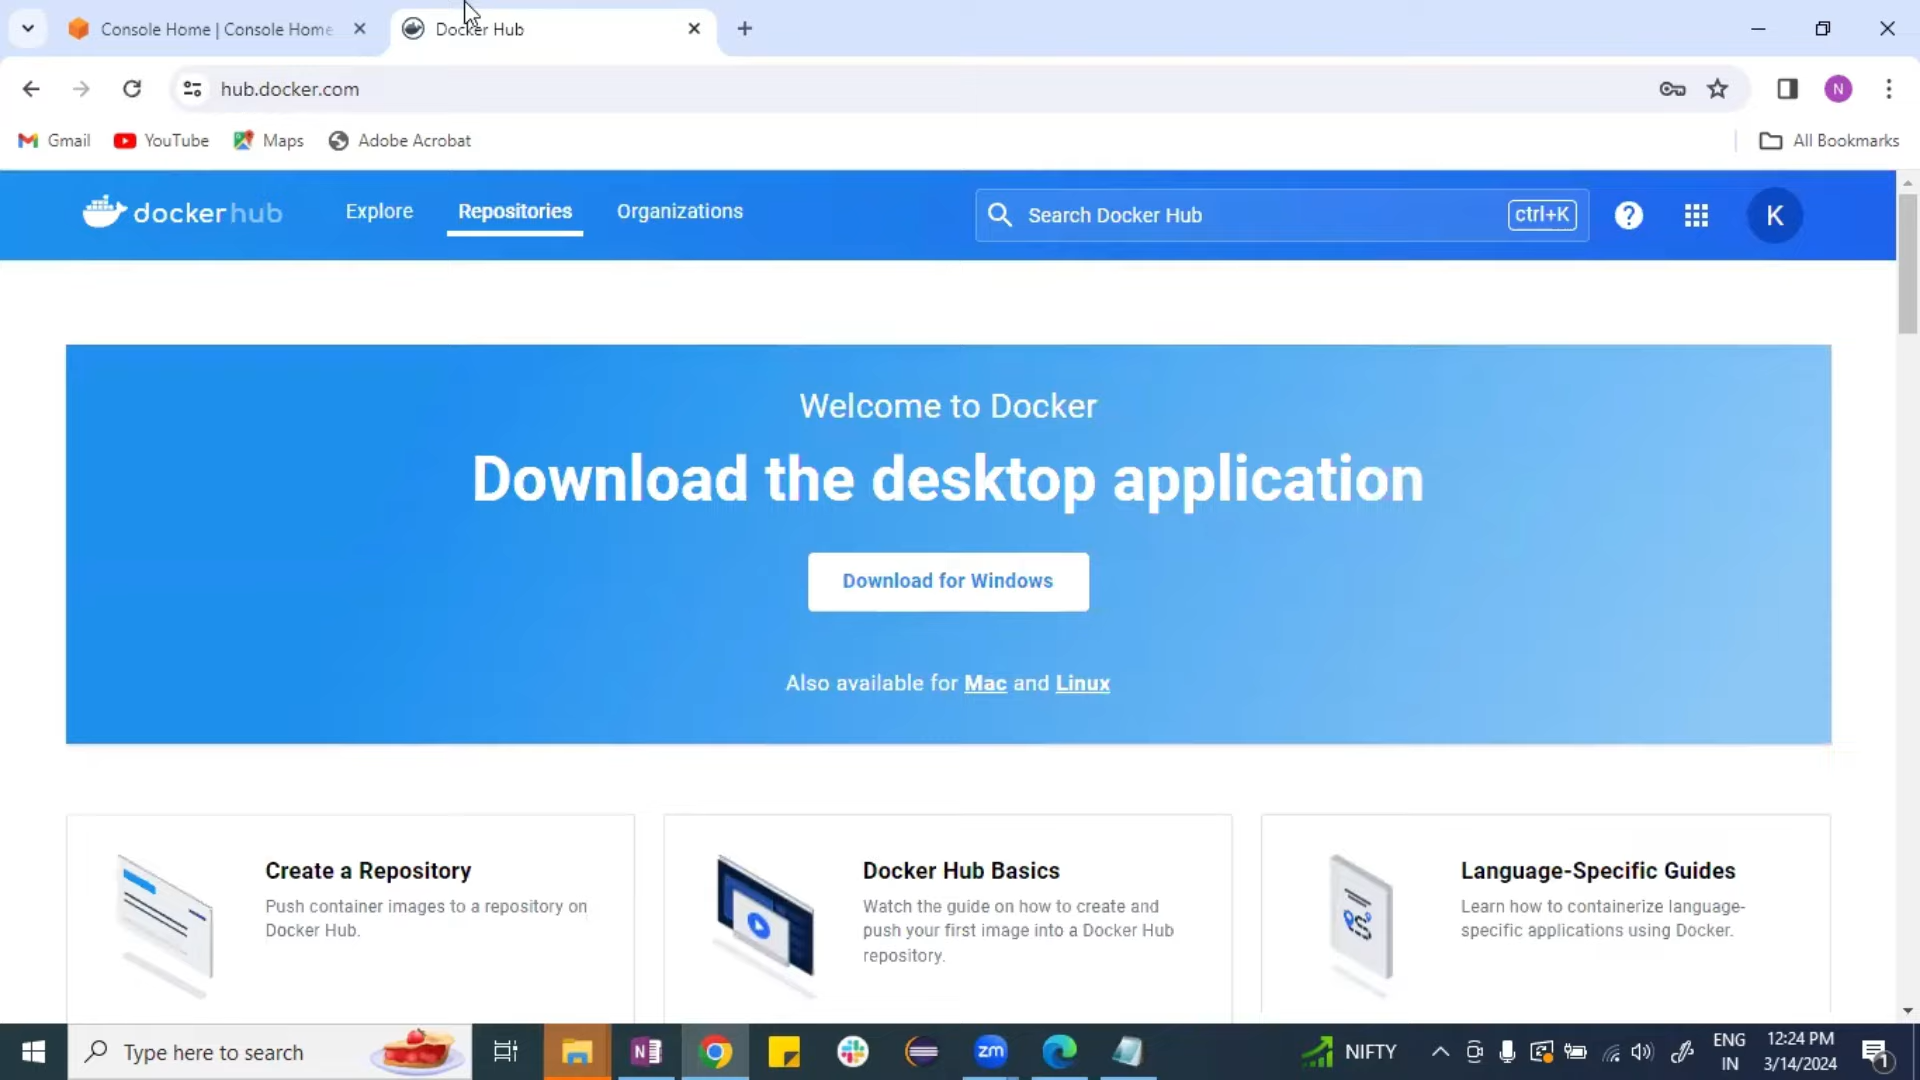 Console Home | Console Home
Docker Hub
hub.docker.com
N
Gmail
YouTube
Maps
Adobe Acrobat
All Bookmarks
dockerhub
Explore
Repositories
Organizations
Search Docker Hub
ctrl+K
?
K
Welcome to Docker
Download the desktop application
Download for Windows
Also available for Mac and Linux
Create a Repository
Push container images to a repository on
Docker Hub.
Docker Hub Basics
Watch the guide on how to create and
push your first image into a Docker Hub
repository.
Language-Specific Guides
Learn how to containerize language-
specific applications using Docker.
Type here to search
N
zm
NIFTY
ENG
IN
12:24 PM
3/14/2024
1